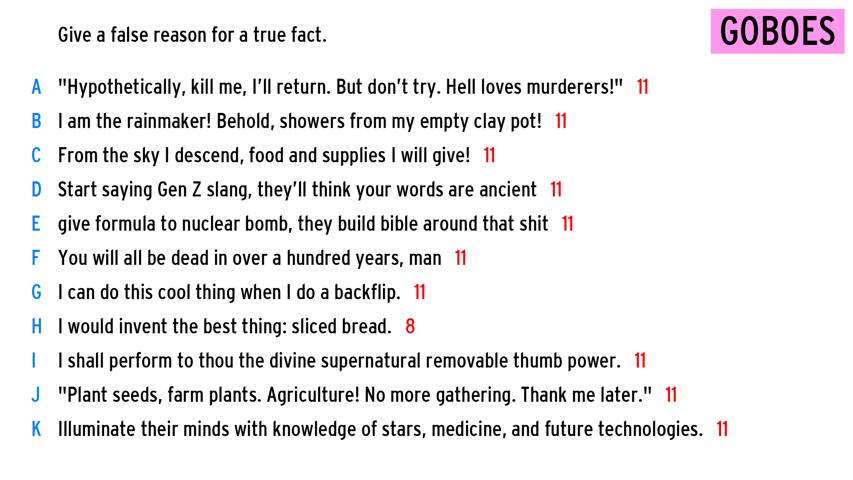 Give a false reason for a true fact.
GOBOES
A "Hypothetically, kill me, I'll return. But don't try. Hell loves murderers!" 11
B I am the rainmaker! Behold, showers from my empty clay pot! 11
C From the sky I descend, food and supplies I will give! 11
D Start saying Gen Z slang, they'll think your words are ancient 11
E give formula to nuclear bomb, they build bible around that shit 11
F You will all be dead in over a hundred years, man 11
G I can do this cool thing when I do a backflip. 11
H I would invent the best thing: sliced bread. 8
I I shall perform to thou the divine supernatural removable thumb power. 11
J "Plant seeds, farm plants. Agriculture! No more gathering. Thank me later." 11
K Illuminate their minds with knowledge of stars, medicine, and future technologies. 11